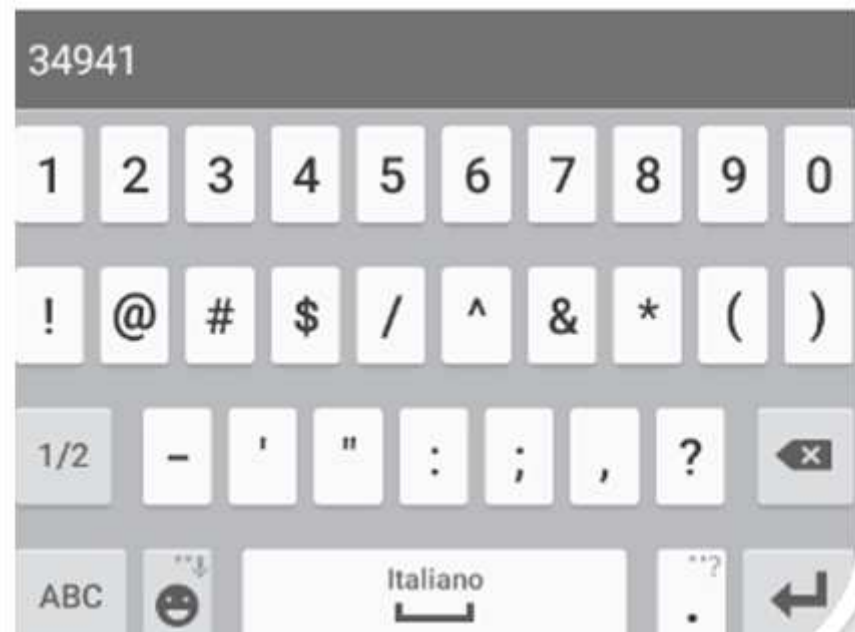 34941
1 2 3 4 5 6 7 8 9 0
! @ # $ / ^ & * ( )
1/2 - ' " : ; , ?
ABC Italiano . ?